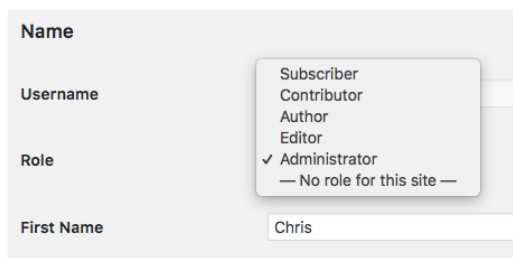 Name
Username
Role
Subscriber
Contributor
Author
Editor
✓ Administrator
— No role for this site —
First Name
Chris